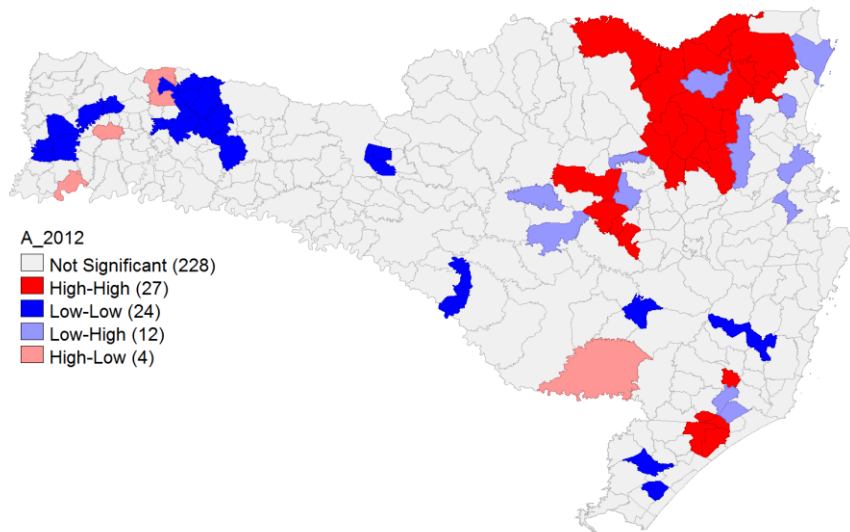 A_2012
Not Significant (228)
High-High (27)
Low-Low (24)
Low-High (12)
High-Low (4)